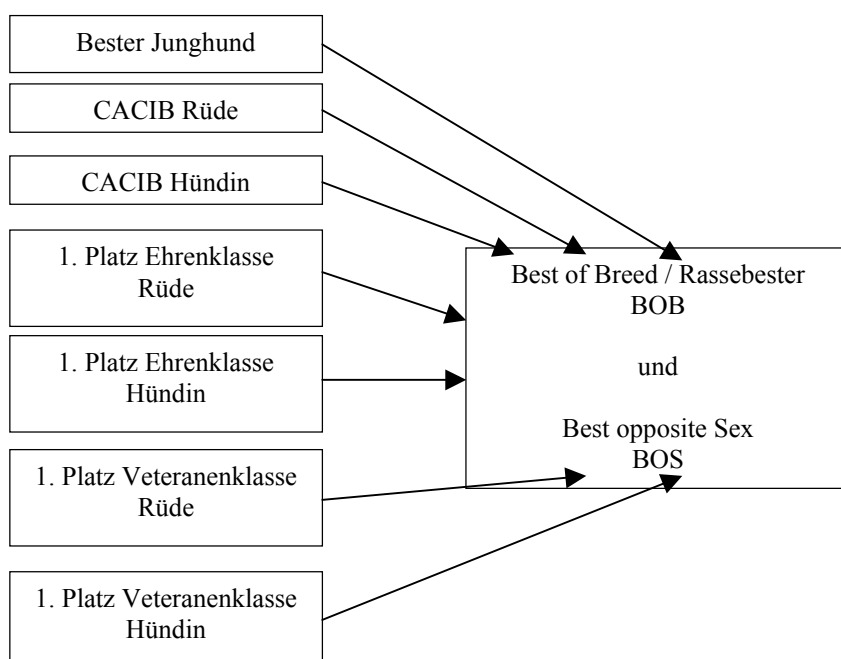 Bester Junghund
CACIB Rüde
CACIB Hündin
1. Platz Ehrenklasse
Rüde
1. Platz Ehrenklasse
Hündin
1. Platz Veteranenklasse
Rüde
1. Platz Veteranenklasse
Hündin
Best of Breed / Rassebester
BOB
und
Best opposite Sex
BOS